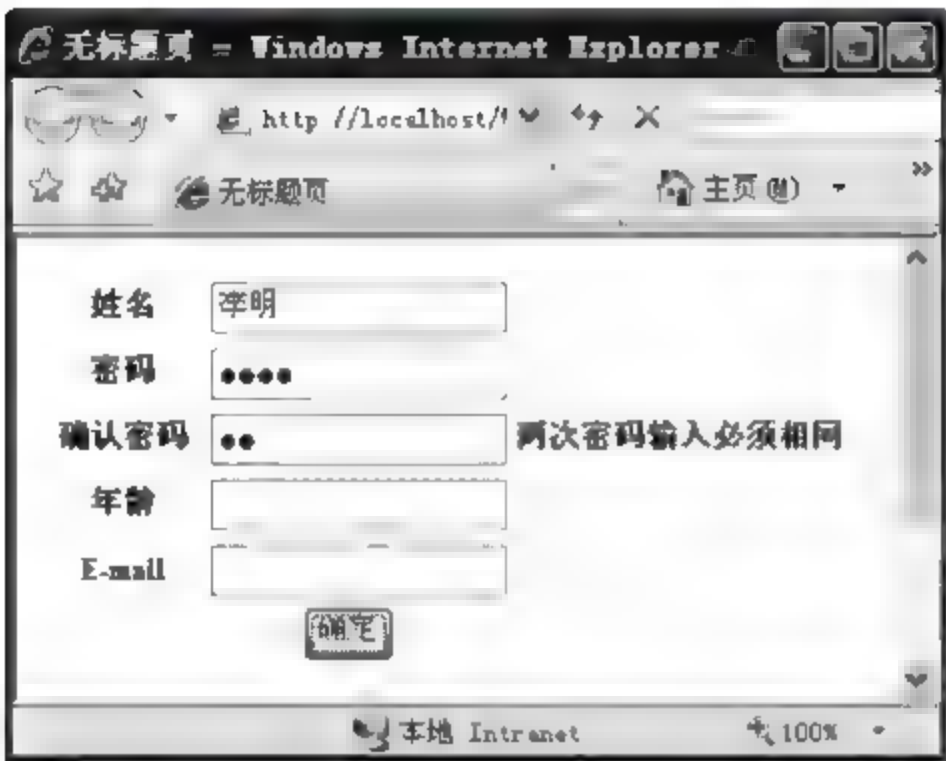 无标题页 - Windows Internet Explorer
http://localhost/
无标题页 主页(M)
姓名 李明
密码 ●●●●
确认密码 ●● 两次密码输入必须相同
年龄
E-mail
确定
本地 Intranet 100%